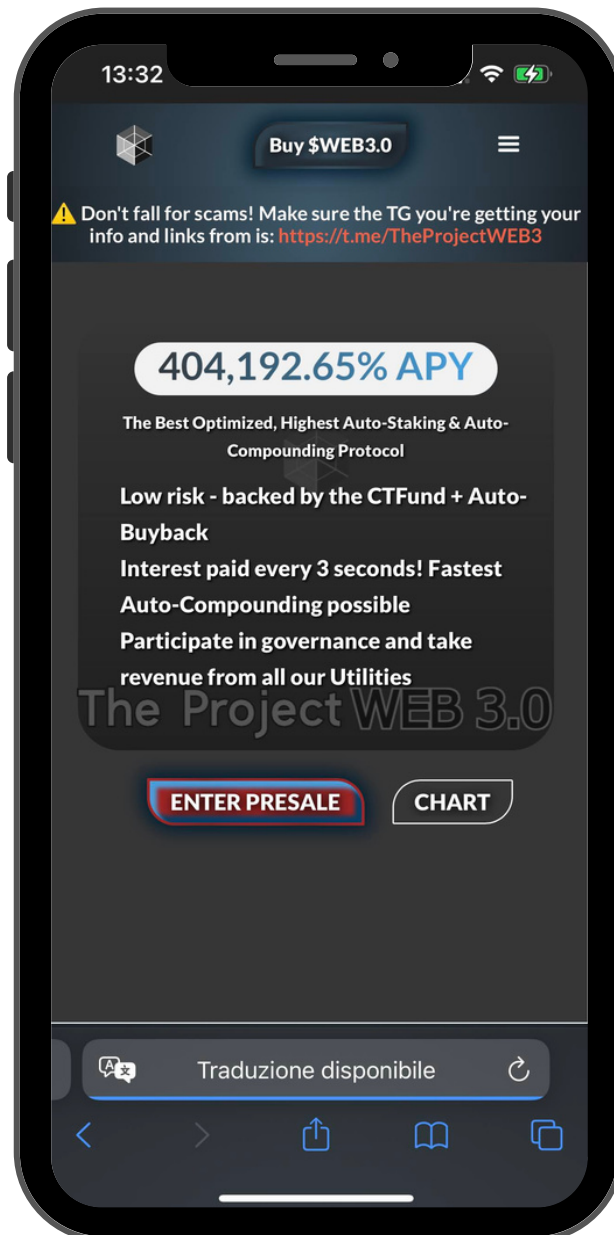 13:32
Buy $WEB3.0
⚠️ Don't fall for scams! Make sure the TG you're getting your
info and links from is: https://t.me/TheProjectWEB3
404,192.65% APY
The Best Optimized, Highest Auto-Staking & Auto-
Compounding Protocol
Low risk - backed by the CTFund + Auto-
Buyback
Interest paid every 3 seconds! Fastest
Auto-Compounding possible
Participate in governance and take
revenue from all our Utilities
The Project WEB 3.0
ENTER PRESALE
CHART
Traduzione disponibile